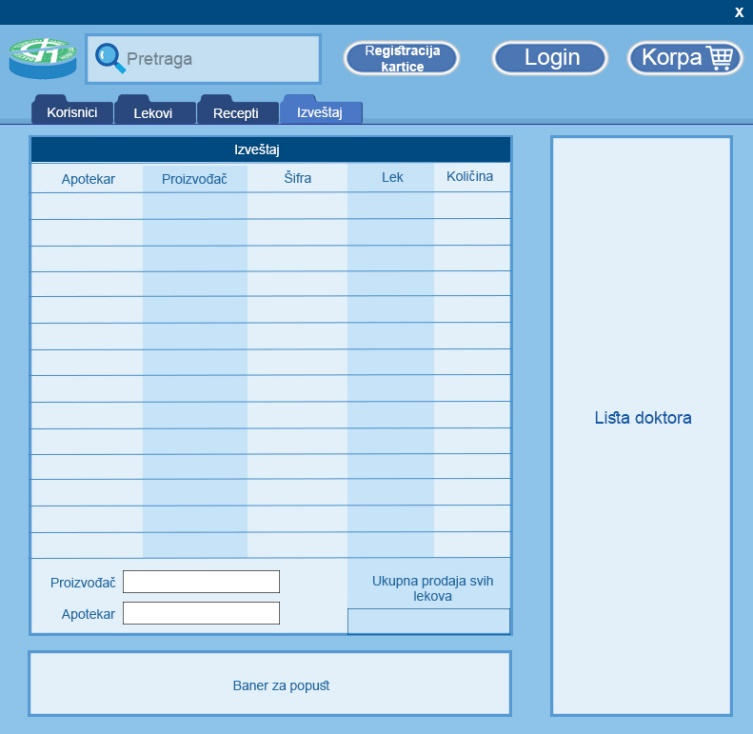 x
Pretraga
Registracija
kartice
Login
Korpa
Korisnici
Lekovi
Recepti
Izveštaj
Izveštaj
Apotekar
Proizvođač
Šifra
Lek
Količina
Lista doktora
Proizvođač
Apotekar
Ukupna prodaja svih
lekova
Baner za popust